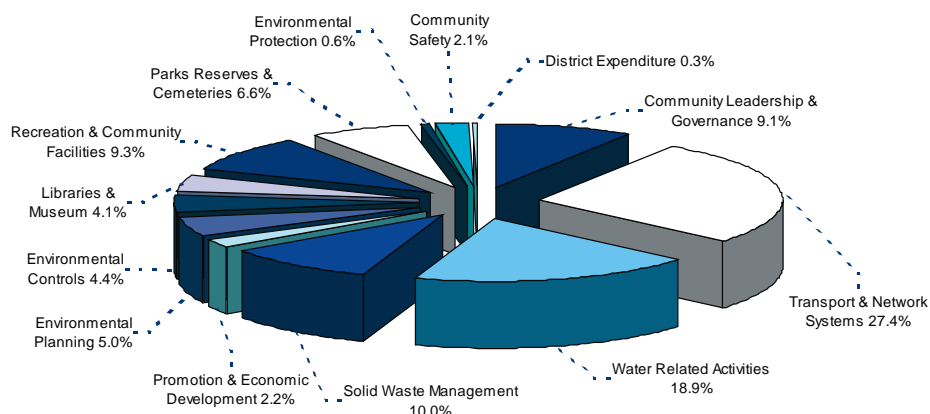 Environmental
Protection 0.6%
Community
Safety 2.1%
District Expenditure 0.3%
Parks Reserves &
Cemeteries 6.6%
Community Leadership &
Governance 9.1%
Recreation & Community
Facilities 9.3%
Libraries &
Museum 4.1%
Environmental
Controls 4.4%
Transport & Network
Systems 27.4%
Environmental
Planning 5.0%
Promotion & Economic
Development 2.2%
Solid Waste Management
10.0%
Water Related Activities
18.9%